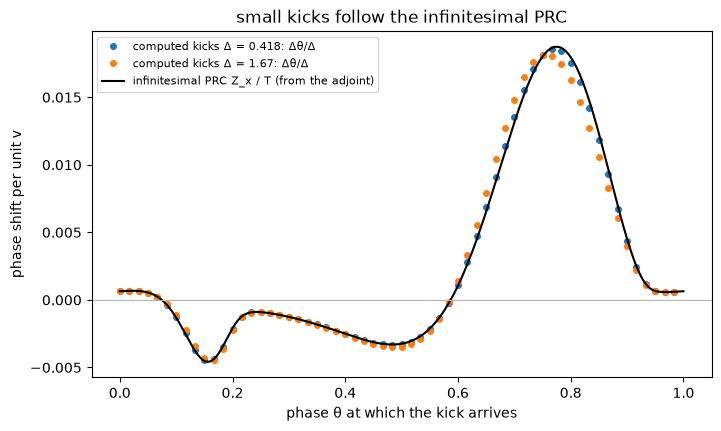 small kicks follow the infinitesimal PRC
computed kicks Δ = 0.418: Δθ/Δ
computed kicks Δ = 1.67: Δθ/Δ
infinitesimal PRC Z_x / T (from the adjoint)
phase shift per unit v
0.015
0.010
0.005
0.000
−0.005
0.0 0.2 0.4 0.6 0.8 1.0
phase θ at which the kick arrives